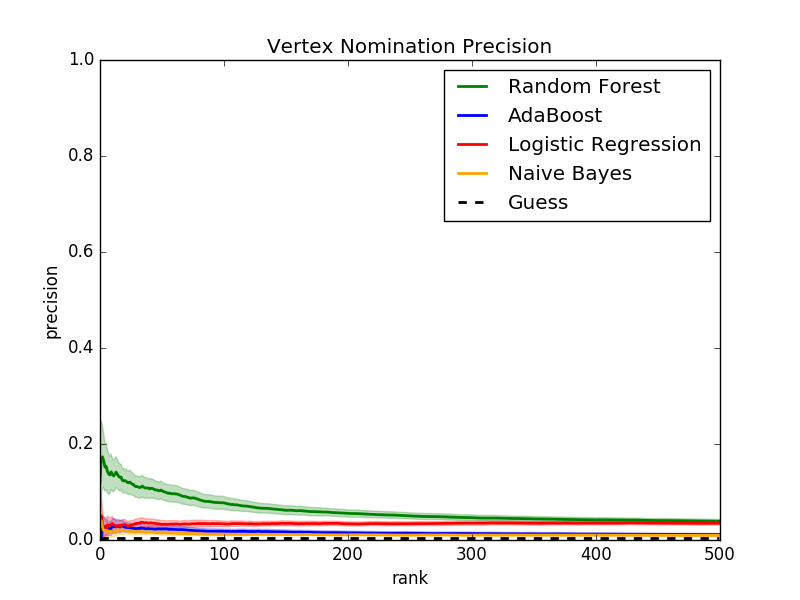 Vertex Nomination Precision
1.0
0.8
0.6
0.4
0.2
0.0
precision
Random Forest
AdaBoost
Logistic Regression
Naive Bayes
Guess
0 100 200 300 400 500
rank